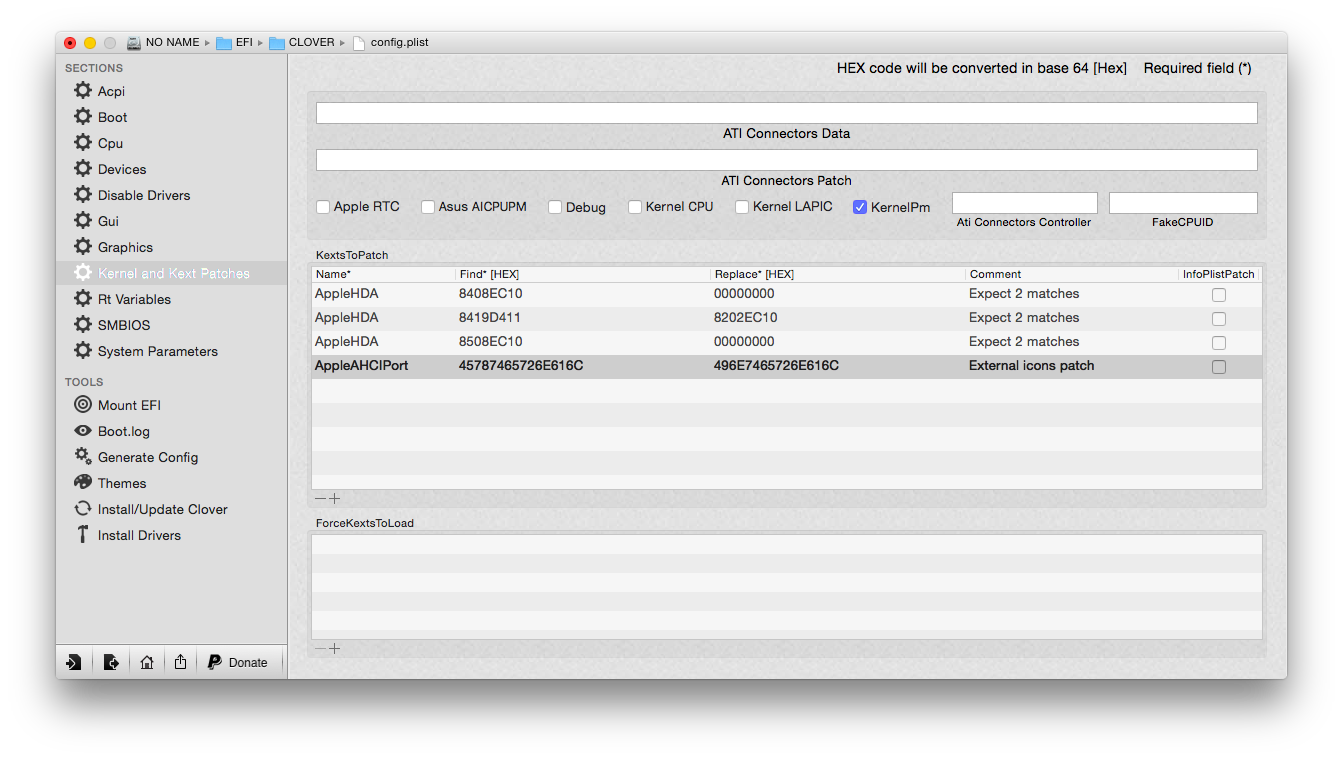 NO NAME ▸ EFI ▸ CLOVER ▸ config.plist
SECTIONS
Acpi
Boot
Cpu
Devices
Disable Drivers
Gui
Graphics
Kernel and Kext Patches
Rt Variables
SMBIOS
System Parameters
TOOLS
Mount EFI
Boot.log
Generate Config
Themes
Install/Update Clover
Install Drivers
Donate
HEX code will be converted in base 64 [Hex] Required field (*)
ATI Connectors Data
ATI Connectors Patch
Apple RTC Asus AICPUPM Debug Kernel CPU Kernel LAPIC KernelPm
Ati Connectors Controller FakeCPUID
KextsToPatch
Name* Find* [HEX] Replace* [HEX] Comment InfoPlistPatch
AppleHDA 8408EC10 00000000 Expect 2 matches
AppleHDA 8419D411 8202EC10 Expect 2 matches
AppleHDA 8508EC10 00000000 Expect 2 matches
AppleAHCIPort 45787465726E616C 496E7465726E616C External icons patch
ForceKextsToLoad